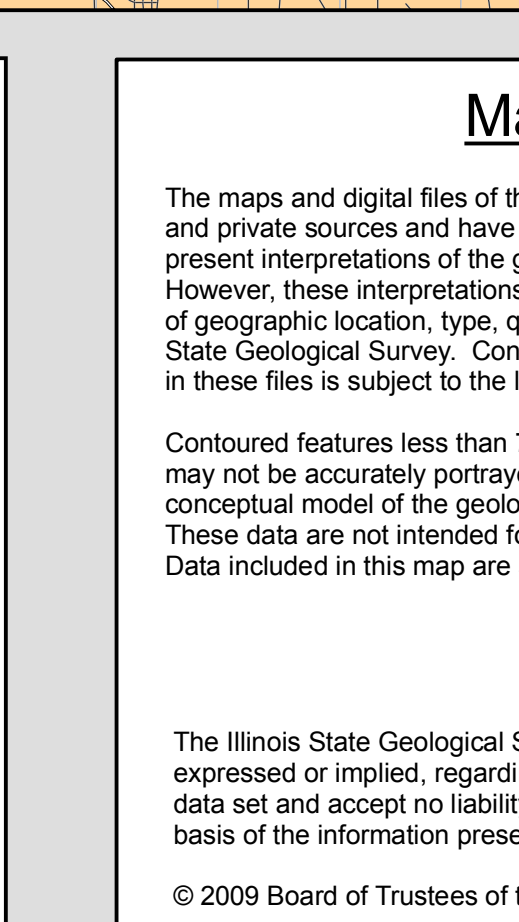 Ma
The maps and digital files of th
and private sources and have
present interpretations of the g
However, these interpretations
of geographic location, type, q
State Geological Survey.  Con
in these files is subject to the l
Contoured features less than 7
may not be accurately portraye
conceptual model of the geolo
These data are not intended fo
Data included in this map are
The Illinois State Geological S
expressed or implied, regardi
data set and accept no liabilit
basis of the information prese
© 2009 Board of Trustees of t